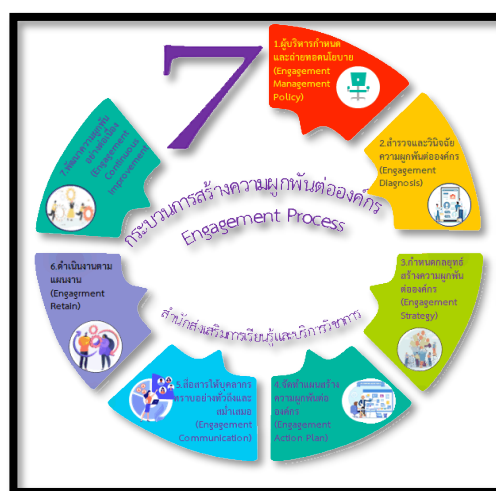 7
กระบวนการสร้างความผูกพันต่อองค์กร
Engagement Process
สำนักส่งเสริมการเรียนรู้และบริการวิชาการ
1.ผู้บริหารกำหนด
และถ่ายทอดนโยบาย
(Engagement
Management
Policy)
2.สำรวจและวินิจฉัย
ความผูกพันต่อองค์กร
(Engagement
Diagnosis)
3.กำหนดกลยุทธ์
สร้างความผูกพัน
ต่อองค์กร
(Engagement
Strategy)
4.จัดทำแผนสร้าง
ความผูกพันต่อ
องค์กร
(Engagement
Action Plan)
5.สื่อสารให้บุคลากร
ทราบอย่างทั่วถึงและ
สม่ำเสมอ
(Engagement
Communication)
6.ดำเนินงานตาม
แผนงาน
(Engagrment
Retain)
7.พัฒนาความผูกพัน
อย่างต่อเนื่อง
(Engagement
Continuous
Improvement)